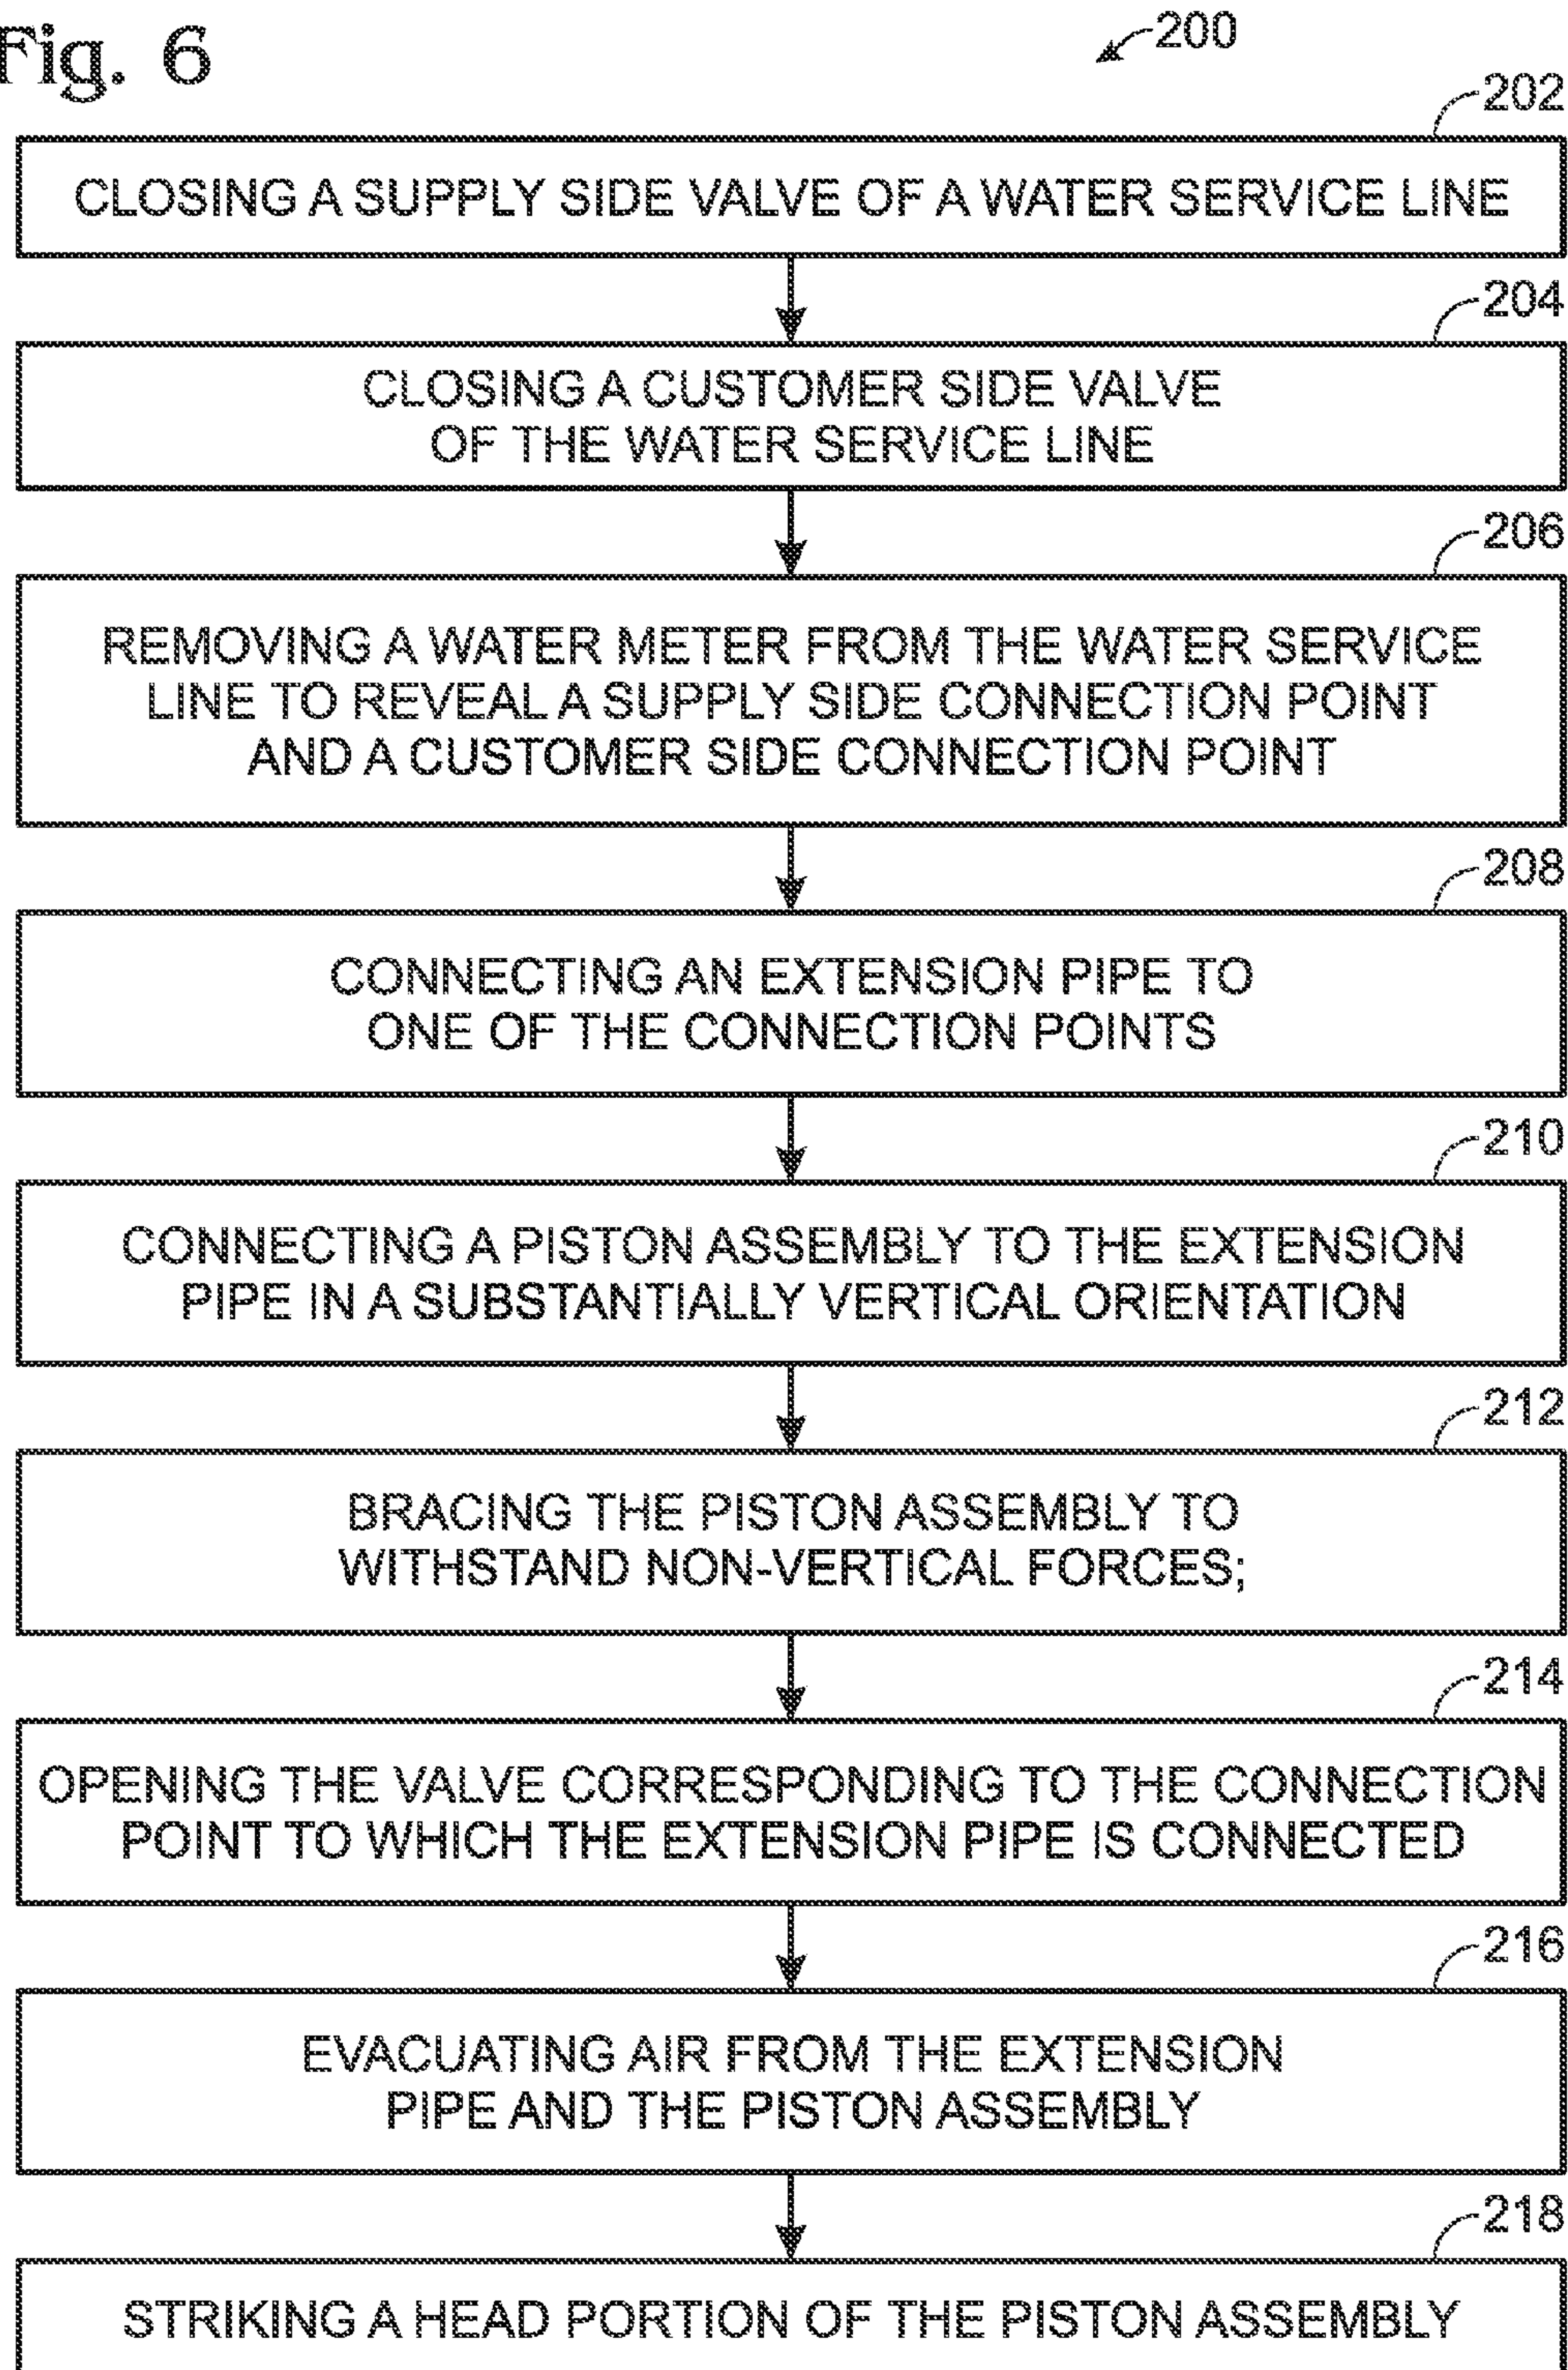 Fig. 6
200
202
CLOSING A SUPPLY SIDE VALVE OF A WATER SERVICE LINE
204
CLOSING A CUSTOMER SIDE VALVE
OF THE WATER SERVICE LINE
206
REMOVING A WATER METER FROM THE WATER SERVICE
LINE TO REVEAL A SUPPLY SIDE CONNECTION POINT
AND A CUSTOMER SIDE CONNECTION POINT
208
CONNECTING AN EXTENSION PIPE TO
ONE OF THE CONNECTION POINTS
210
CONNECTING A PISTON ASSEMBLY TO THE EXTENSION
PIPE IN A SUBSTANTIALLY VERTICAL ORIENTATION
212
BRACING THE PISTON ASSEMBLY TO
WITHSTAND NON-VERTICAL FORCES;
214
OPENING THE VALVE CORRESPONDING TO THE CONNECTION
POINT TO WHICH THE EXTENSION PIPE IS CONNECTED
216
EVACUATING AIR FROM THE EXTENSION
PIPE AND THE PISTON ASSEMBLY
218
STRIKING A HEAD PORTION OF THE PISTON ASSEMBLY